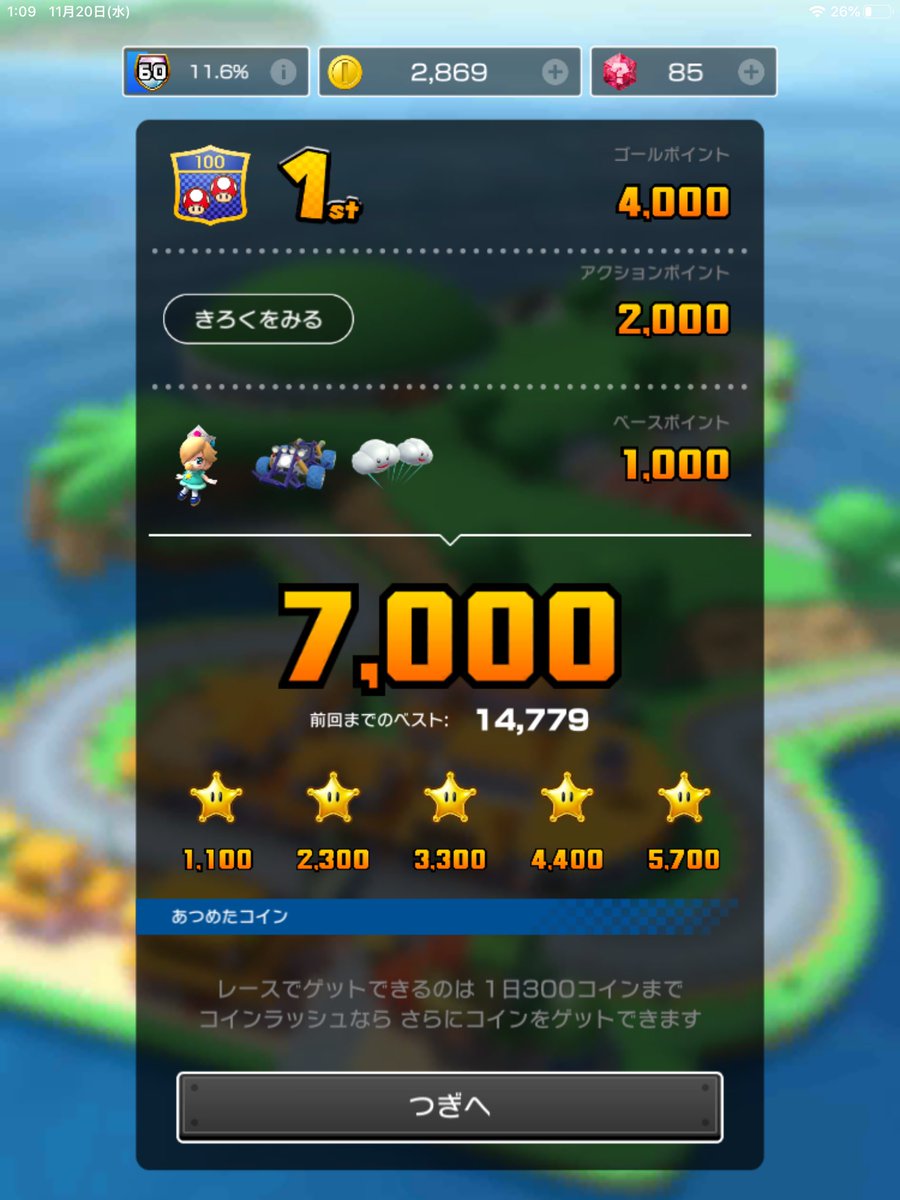 1:09 11月20日(水)
26%
60 11.6% i
2,869 +
? 85 +
100
1st
ゴールポイント
4,000
アクションポイント
きろくをみる
2,000
ベースポイント
1,000
7,000
前回までのベスト: 14,779
1,100 2,300 3,300 4,400 5,700
あつめたコイン
レースでゲットできるのは 1日300コインまで
コインラッシュなら さらにコインをゲットできます
つぎへ